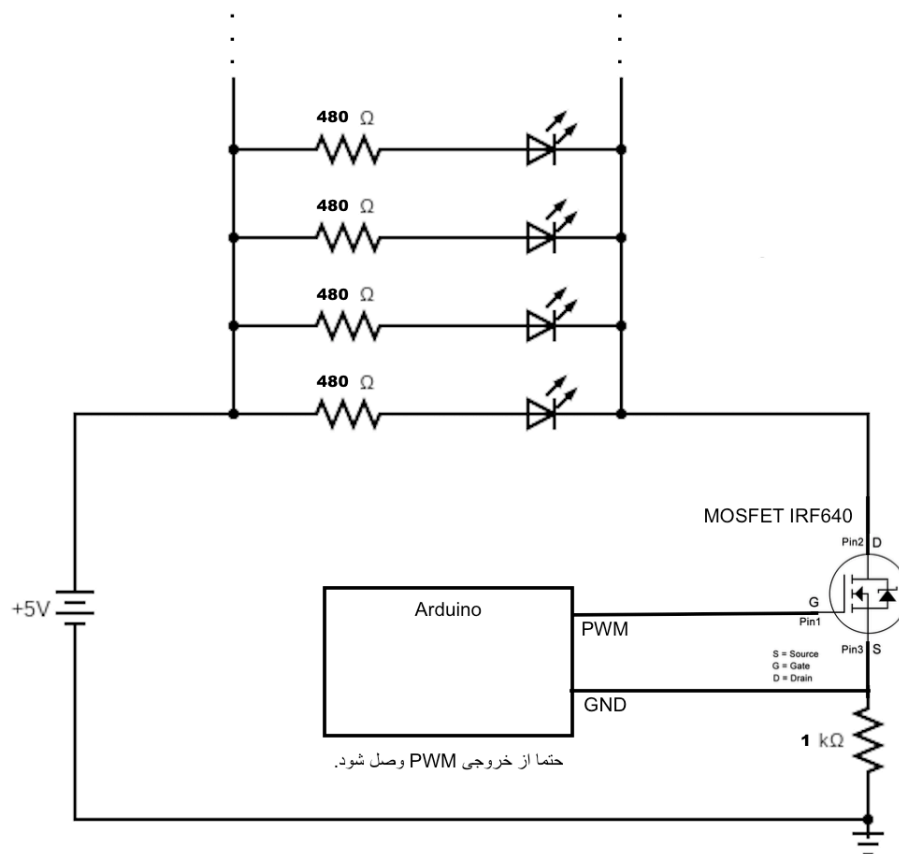 480 Ω
480 Ω
480 Ω
480 Ω
MOSFET IRF640
Pin2 D
+5V
Arduino
PWM
G
Pin1
Pin3 S
S = Source
G = Gate
D = Drain
GND
1 kΩ
حتما از خروجی PWM وصل شود.